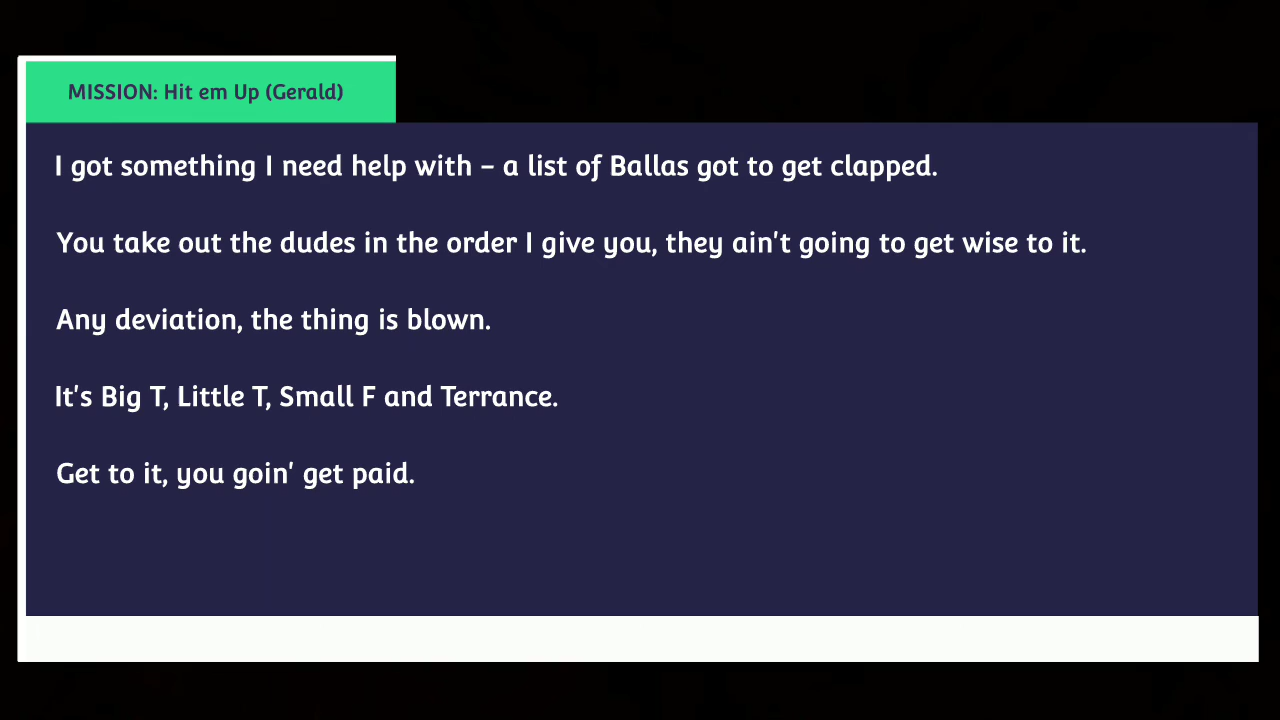 MISSION: Hit em Up (Gerald)
I got something I need help with – a list of Ballas got to get clapped.
You take out the dudes in the order I give you, they ain't going to get wise to it.
Any deviation, the thing is blown.
It's Big T, Little T, Small F and Terrance.
Get to it, you goin' get paid.